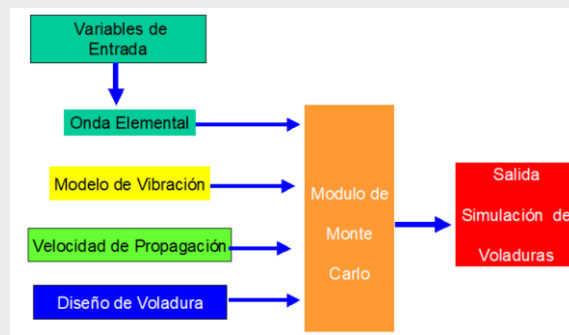 Variables de
Entrada
Onda Elemental
Modelo de Vibración
Velocidad de Propagación
Diseño de Voladura
Modulo de
Monte
Carlo
Salida
Simulación de
Voladuras